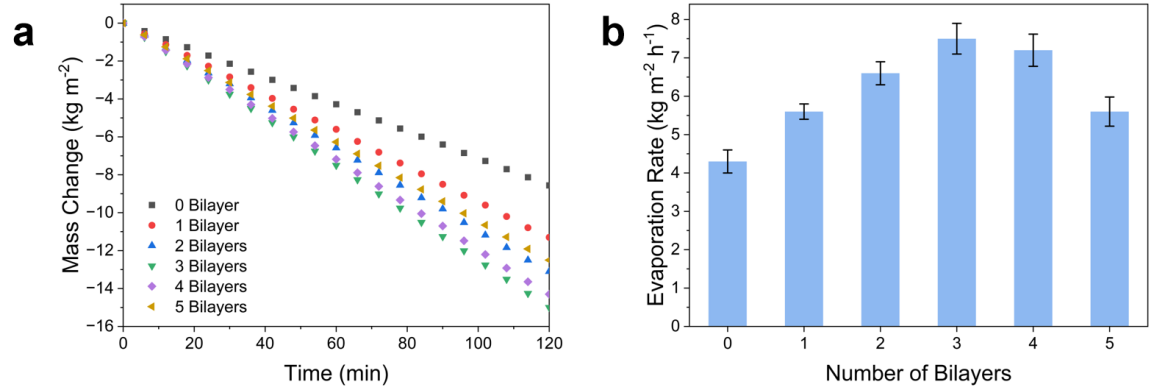 a
Mass Change (kg m⁻²)
0
−2
−4
−6
−8
−10
−12
−14
−16
0 Bilayer
1 Bilayer
2 Bilayers
3 Bilayers
4 Bilayers
5 Bilayers
0 20 40 60 80 100 120
Time (min)
b
Evaporation Rate (kg m⁻² h⁻¹)
8
7
6
5
4
3
2
1
0
0 1 2 3 4 5
Number of Bilayers